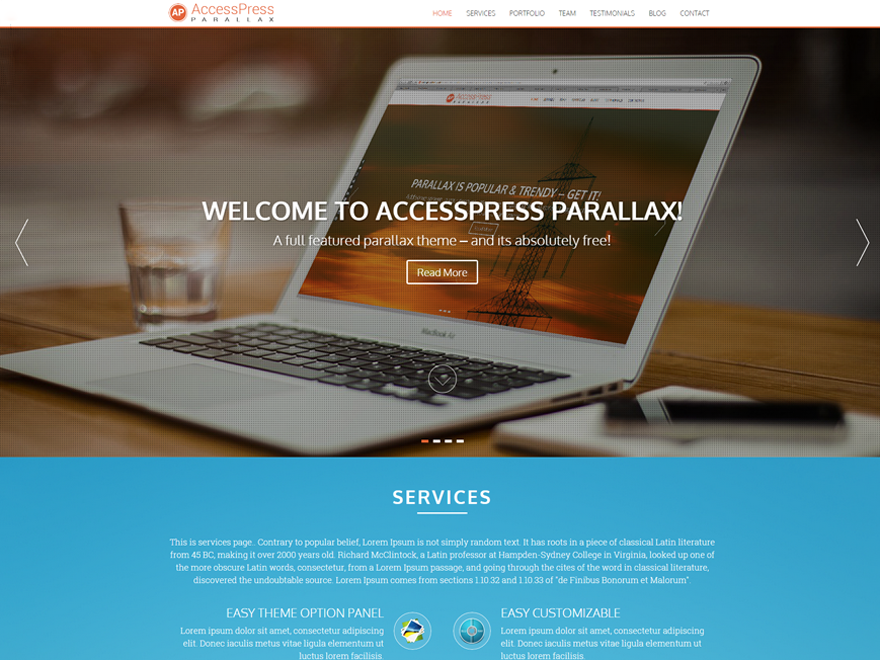 AP AccessPress
PARALLAX
HOME SERVICES PORTFOLIO TEAM TESTIMONIALS BLOG CONTACT
PARALLAX IS POPULAR & TRENDY – GET IT!
WELCOME TO ACCESSPRESS PARALLAX!
A full featured parallax theme – and its absolutely free!
Read More
MacBook Air
SERVICES
This is services page.. Contrary to popular belief, Lorem Ipsum is not simply random text. It has roots in a piece of classical Latin literature
from 45 BC, making it over 2000 years old. Richard McClintock, a Latin professor at Hampden-Sydney College in Virginia, looked up one of
the more obscure Latin words, consectetur, from a Lorem Ipsum passage, and going through the cites of the word in classical literature,
discovered the undoubtable source. Lorem Ipsum comes from sections 1.10.32 and 1.10.33 of "de Finibus Bonorum et Malorum".
EASY THEME OPTION PANEL
Lorem ipsum dolor sit amet, consectetur adipiscing
elit. Donec iaculis metus vitae ligula elementum ut
luctus lorem facilisis.
EASY CUSTOMIZABLE
Lorem ipsum dolor sit amet, consectetur adipiscing
elit. Donec iaculis metus vitae ligula elementum ut
luctus lorem facilisis.